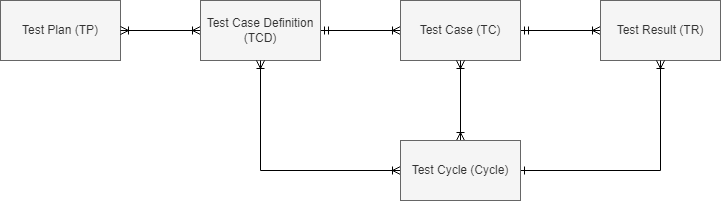 Test Plan (TP)
Test Case Definition
(TCD)
Test Case (TC)
Test Result (TR)
Test Cycle (Cycle)